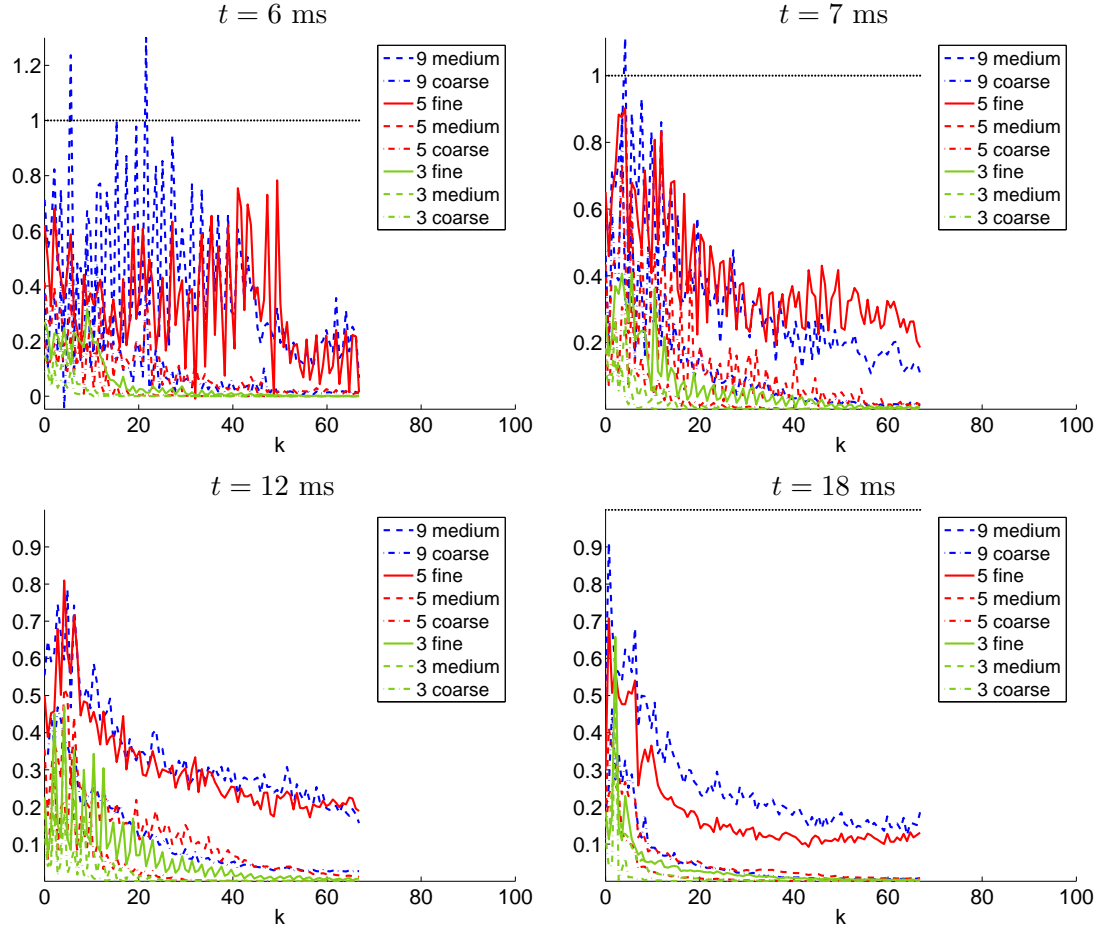 t = 6 ms
1.2
1
0.8
0.6
0.4
0.2
0
0 20 40 60 80 100
k
9 medium
9 coarse
5 fine
5 medium
5 coarse
3 fine
3 medium
3 coarse
t = 7 ms
1
0.8
0.6
0.4
0.2
0 20 40 60 80 100
k
9 medium
9 coarse
5 fine
5 medium
5 coarse
3 fine
3 medium
3 coarse
t = 12 ms
0.9
0.8
0.7
0.6
0.5
0.4
0.3
0.2
0.1
0 20 40 60 80 100
k
9 medium
9 coarse
5 fine
5 medium
5 coarse
3 fine
3 medium
3 coarse
t = 18 ms
0.9
0.8
0.7
0.6
0.5
0.4
0.3
0.2
0.1
0 20 40 60 80 100
k
9 medium
9 coarse
5 fine
5 medium
5 coarse
3 fine
3 medium
3 coarse